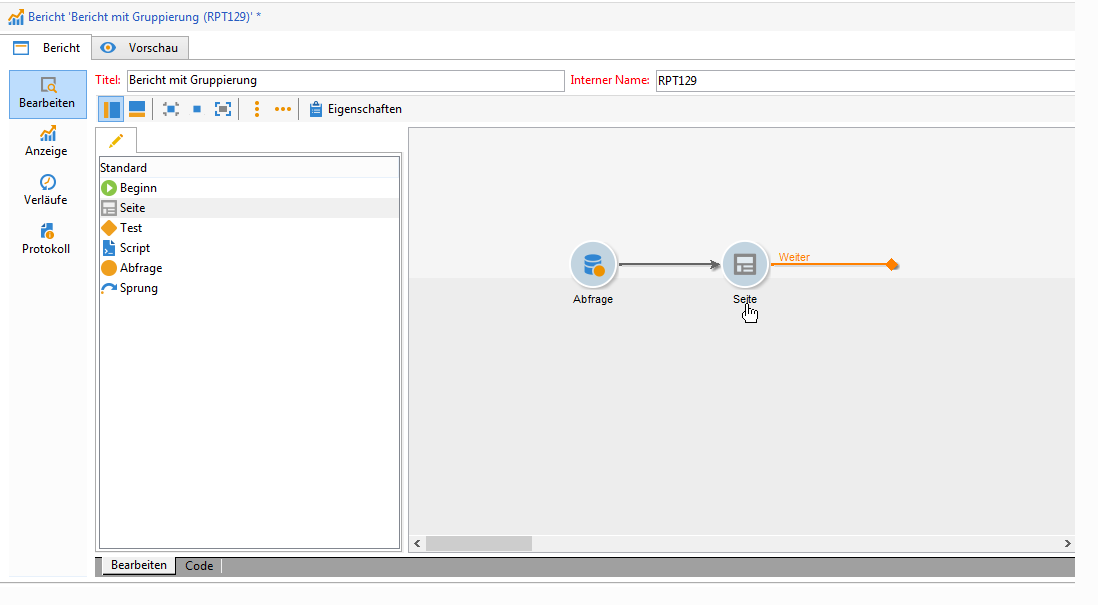 Bericht 'Bericht mit Gruppierung (RPT129)' *
Bericht
Vorschau
Bearbeiten
Anzeige
Verläufe
Protokoll
Titel: Bericht mit Gruppierung
Interner Name: RPT129
Eigenschaften
Standard
Beginn
Seite
Test
Script
Abfrage
Sprung
Abfrage
Seite
Weiter
Bearbeiten
Code